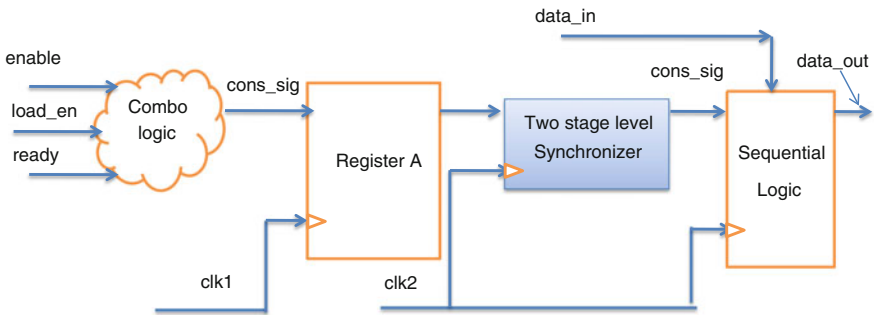 data_in
enable
data_out
cons_sig
cons_sig
load_en
Combo
logic
ready
Register A
Two stage level
Synchronizer
Sequential
Logic
clk1
clk2